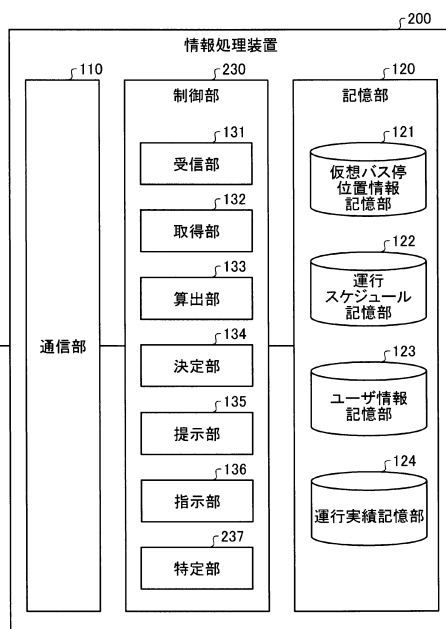 200
情報処理装置
110
通信部
230
制御部
131
受信部
132
取得部
133
算出部
134
決定部
135
提示部
136
指示部
237
特定部
120
記憶部
121
仮想バス停
位置情報
記憶部
122
運行
スケジュール
記憶部
123
ユーザ情報
記憶部
124
運行実績記憶部